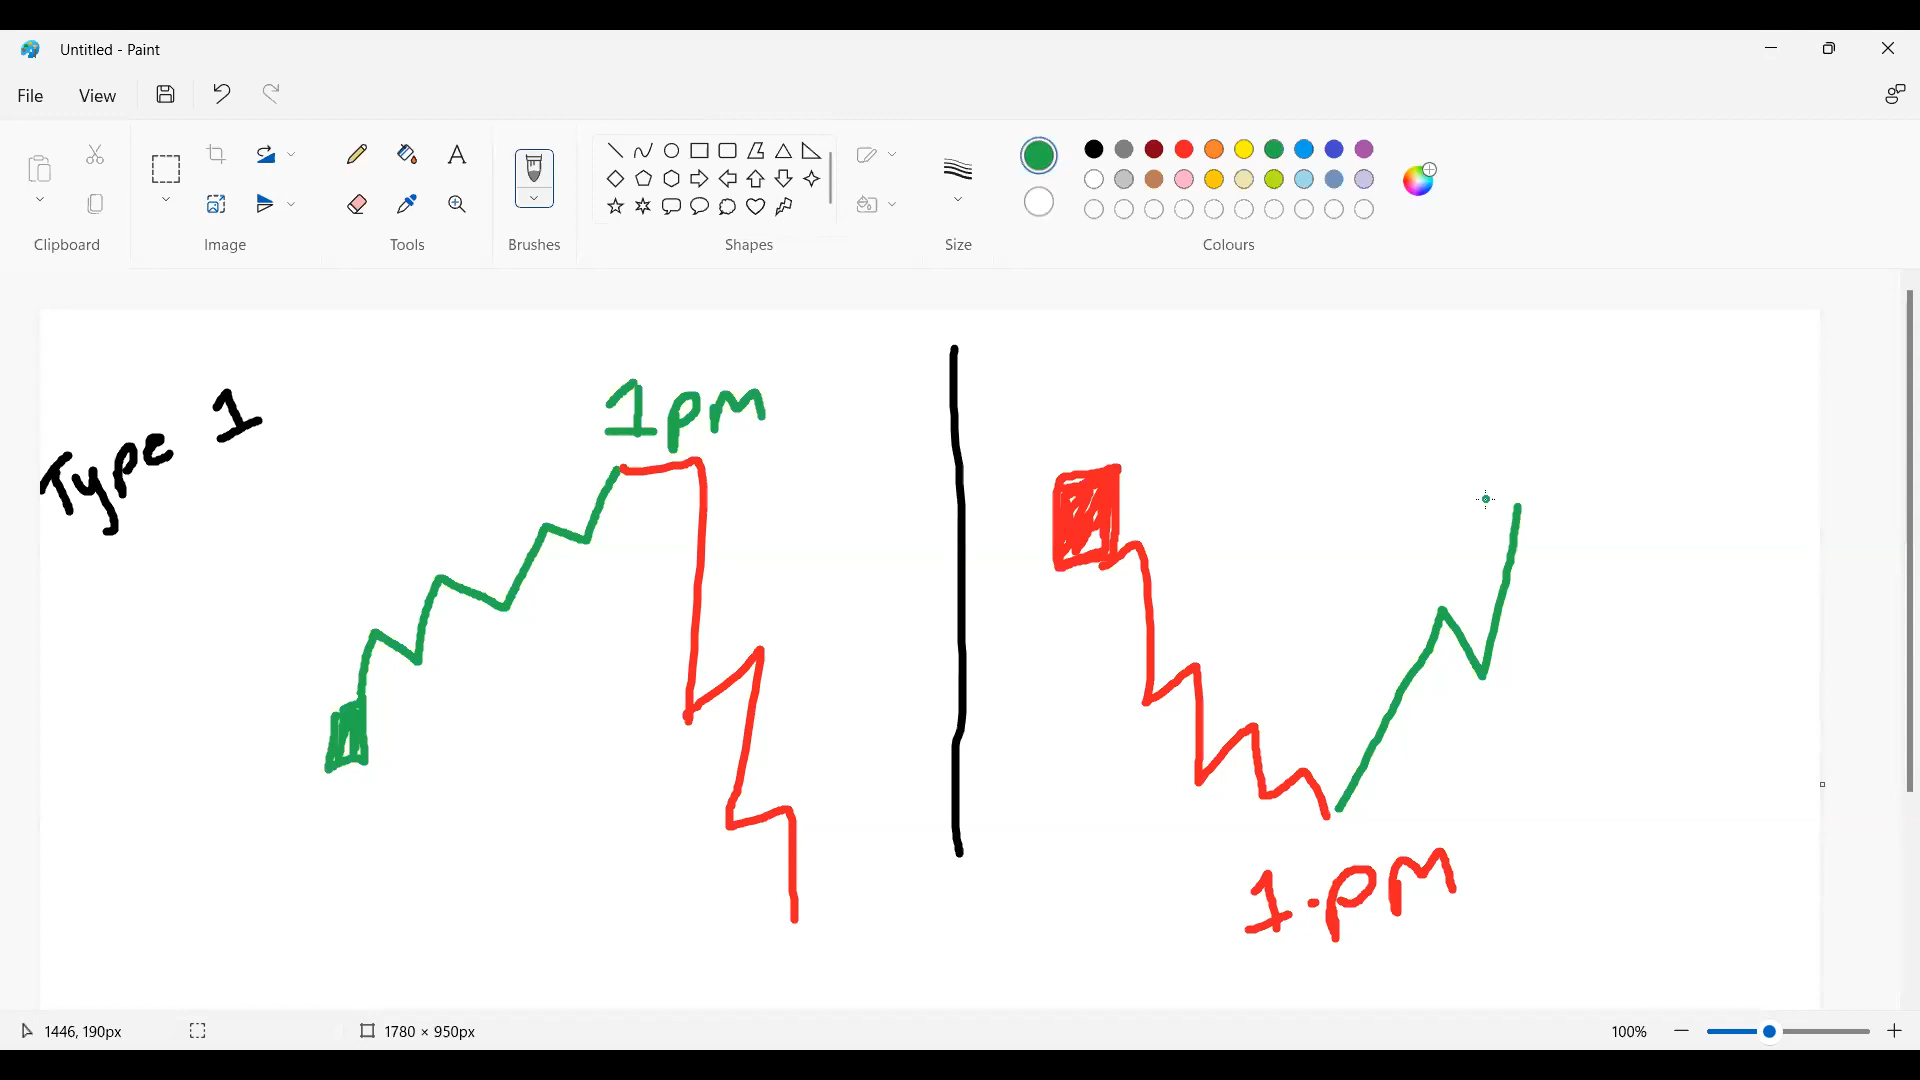 Untitled - Paint
File View
Clipboard Image Tools Brushes Shapes Size Colours
Type 1
1pm
1.pm
1446, 190px 1780 × 950px 100%